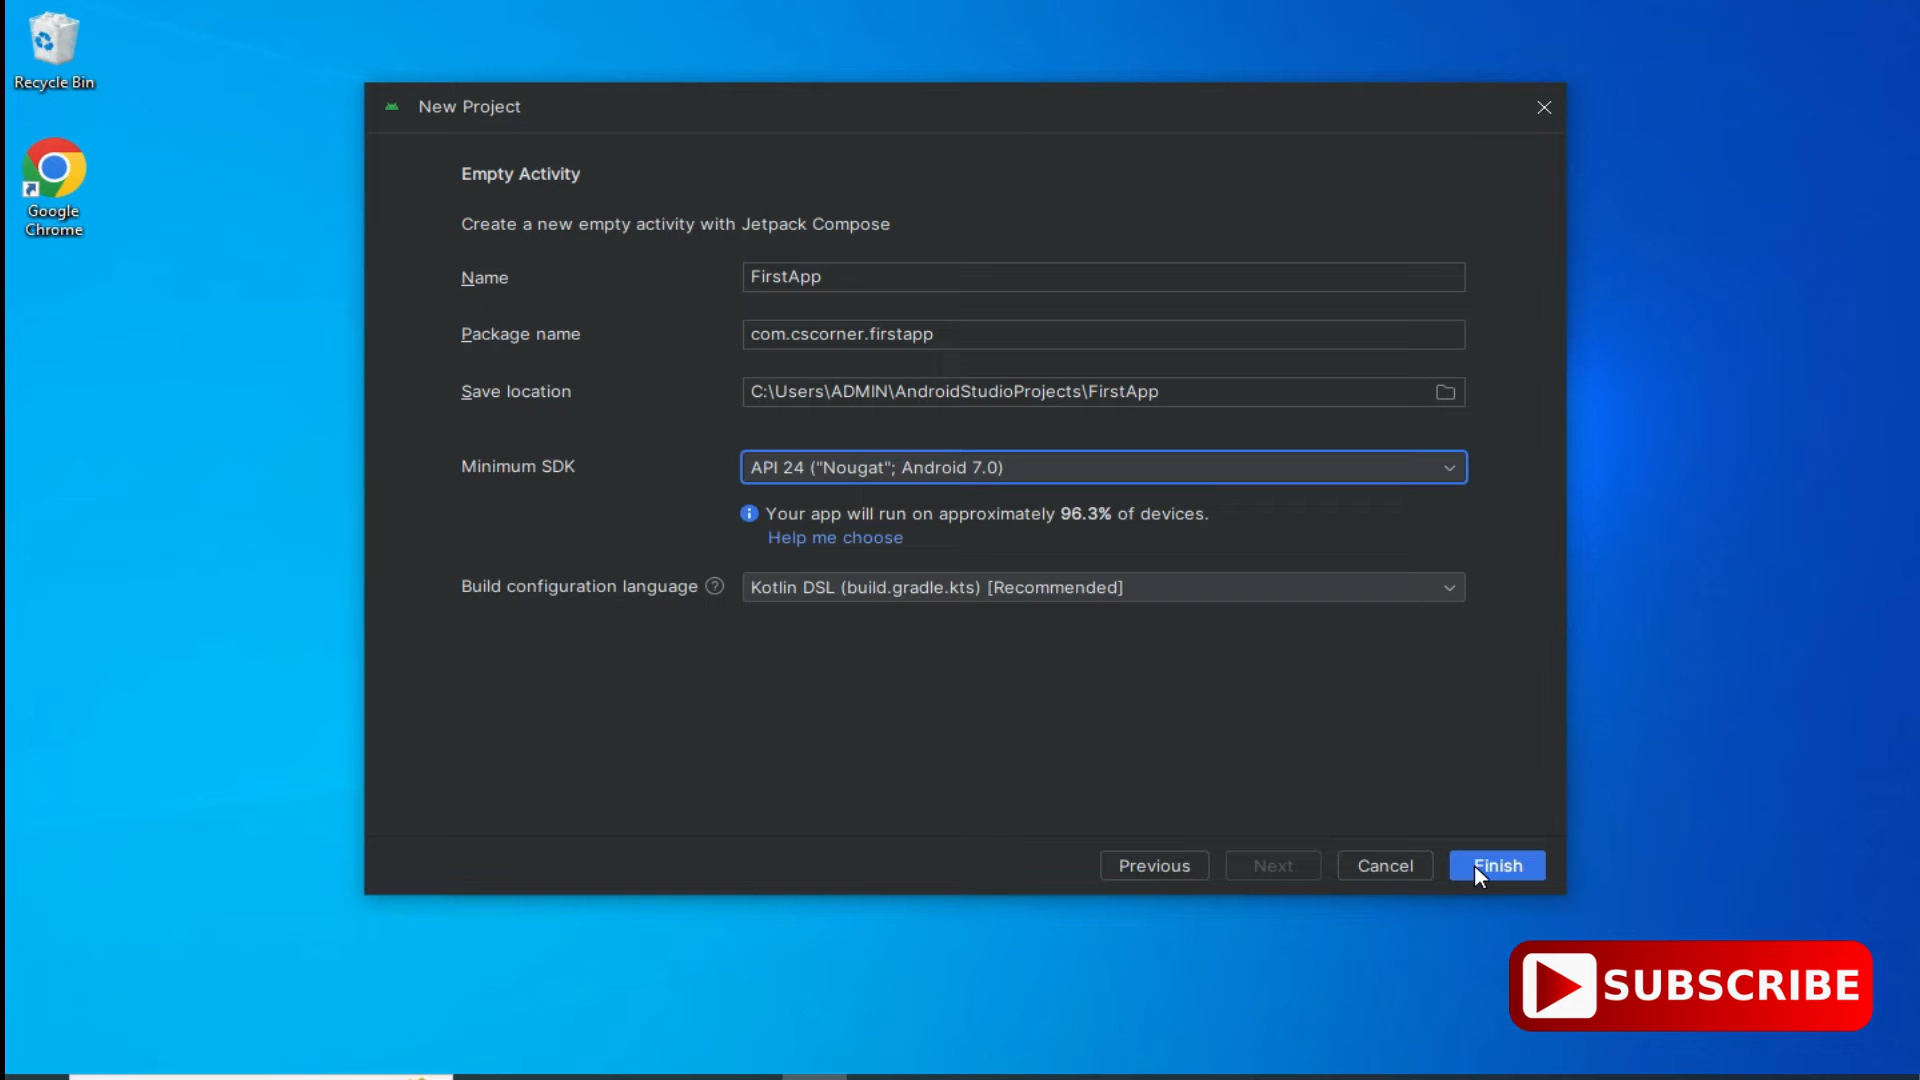 Recycle Bin
Google
Chrome
New Project
Empty Activity
Create a new empty activity with Jetpack Compose
Name FirstApp
Package name com.cscorner.firstapp
Save location C:\Users\ADMIN\AndroidStudioProjects\FirstApp
Minimum SDK API 24 ("Nougat"; Android 7.0)
Your app will run on approximately 96.3% of devices.
Help me choose
Build configuration language Kotlin DSL (build.gradle.kts) [Recommended]
Previous Next Cancel Finish
SUBSCRIBE